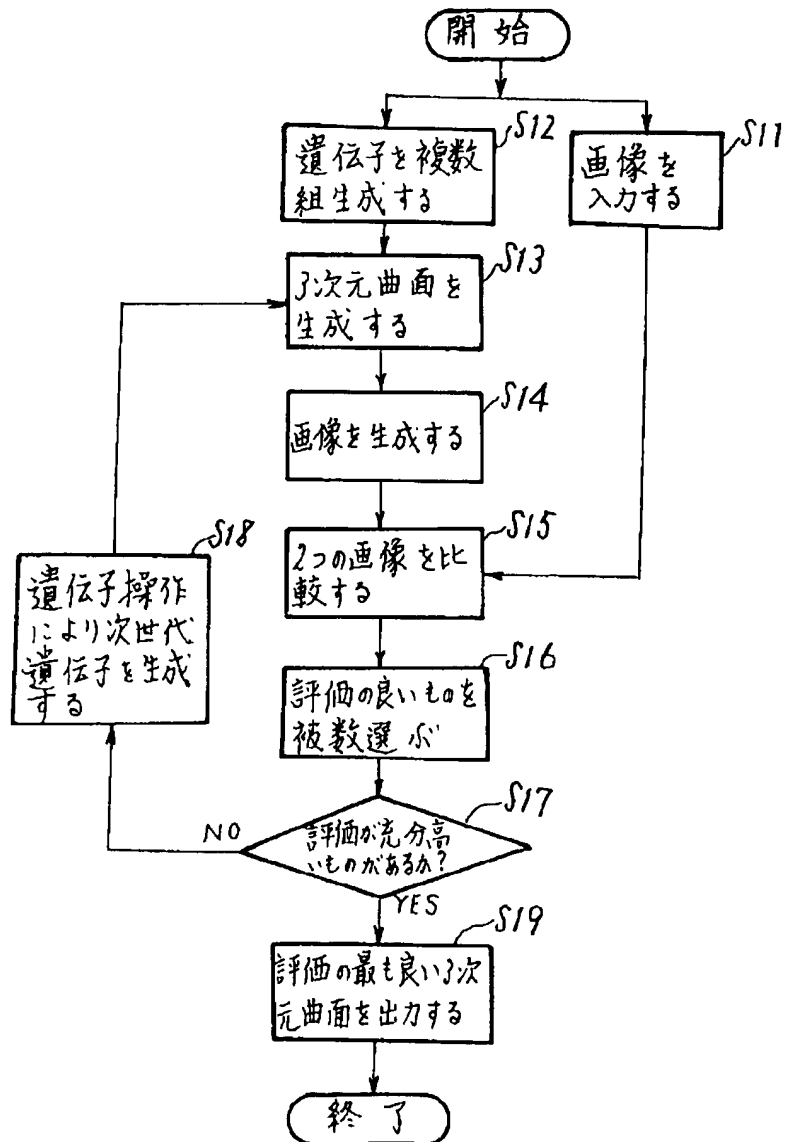 開始
S12
遺伝子を複数
組生成する
S11
画像を
入力する
S13
3次元曲面を
生成する
S14
画像を生成する
S15
2つの画像を比
較する
S18
遺伝子操作
により次世代
遺伝子を生成
する
S16
評価の良いものを
複数選ぶ
S17
評価が充分高
いものがあるか?
NO
YES
S19
評価の最も良い3次
元曲面を出力する
終了